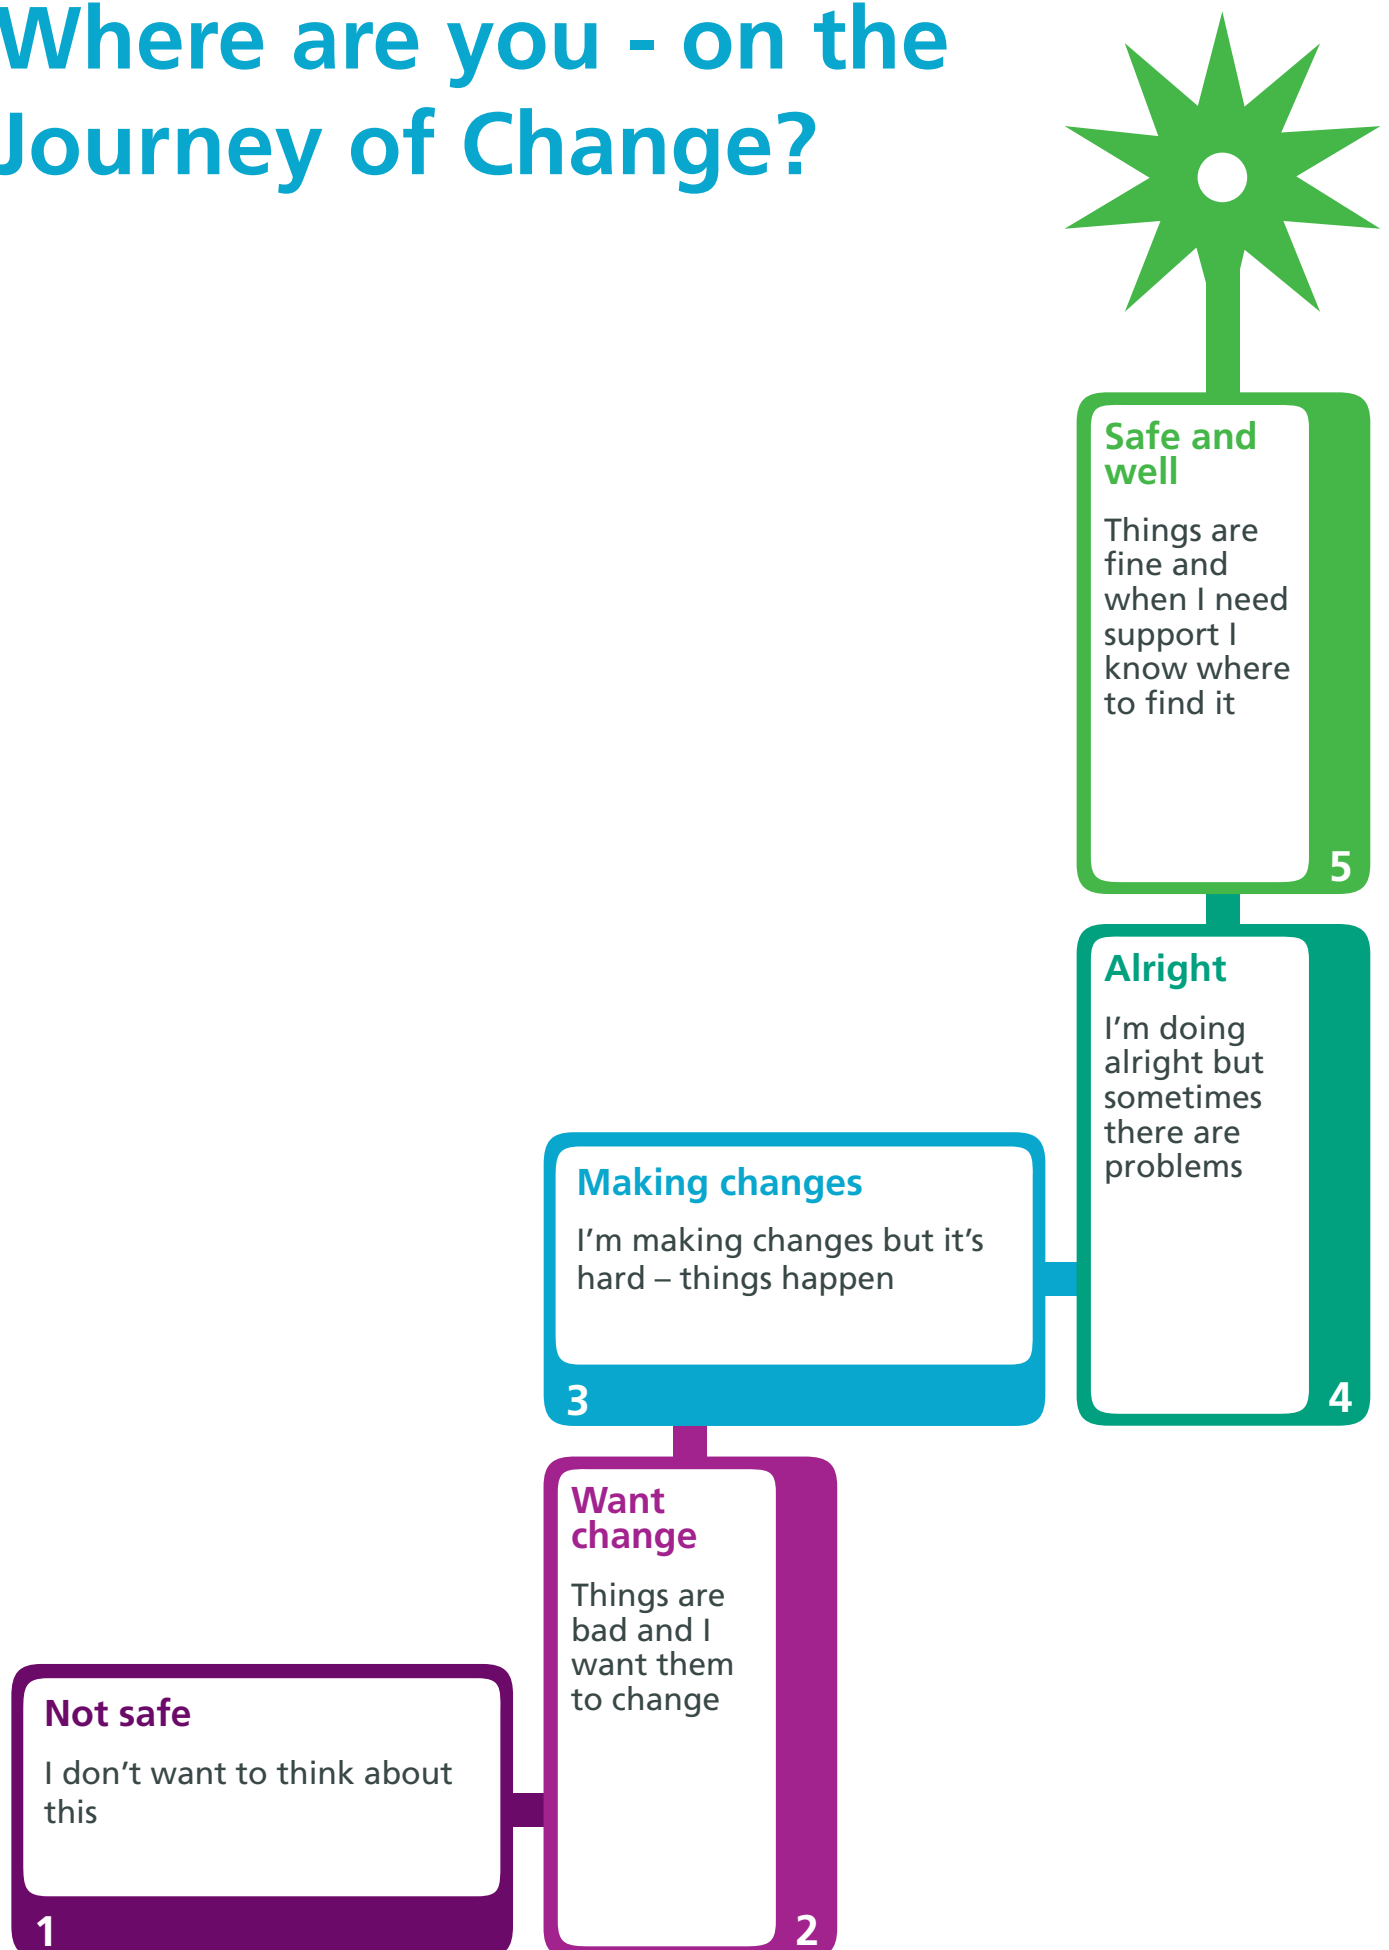 Where are you - on the
Journey of Change?
Safe and
well
Things are
fine and
when I need
support I
know where
to find it
5
Alright
I’m doing
alright but
sometimes
there are
problems
4
Making changes
I’m making changes but it’s
hard – things happen
3
Want
change
Things are
bad and I
want them
to change
2
Not safe
I don’t want to think about
this
1